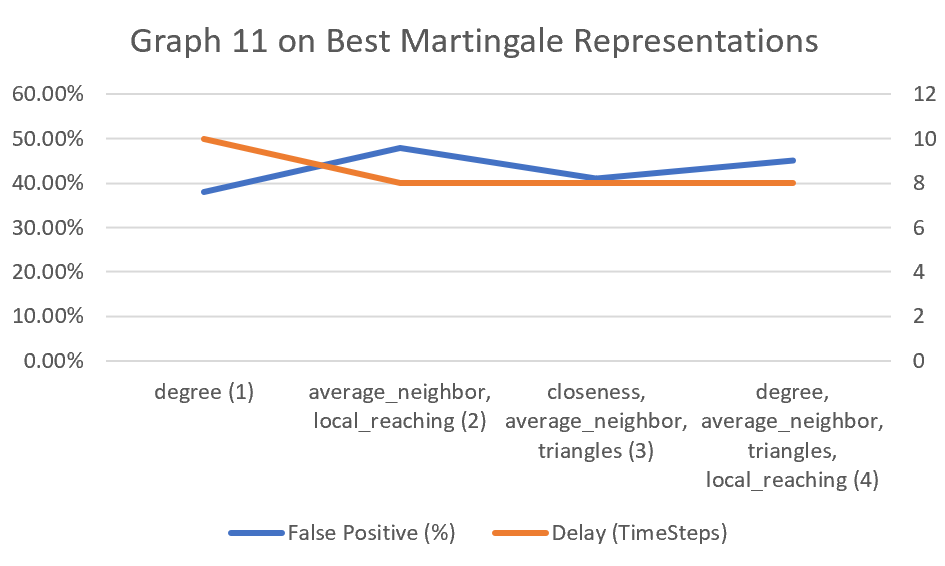 Graph 11 on Best Martingale Representations
60.00%
50.00%
40.00%
30.00%
20.00%
10.00%
0.00%
12
10
8
6
4
2
0
degree (1)
average_neighbor,
local_reaching (2)
closeness,
average_neighbor,
triangles (3)
degree,
average_neighbor,
triangles,
local_reaching (4)
False Positive (%)
Delay (TimeSteps)